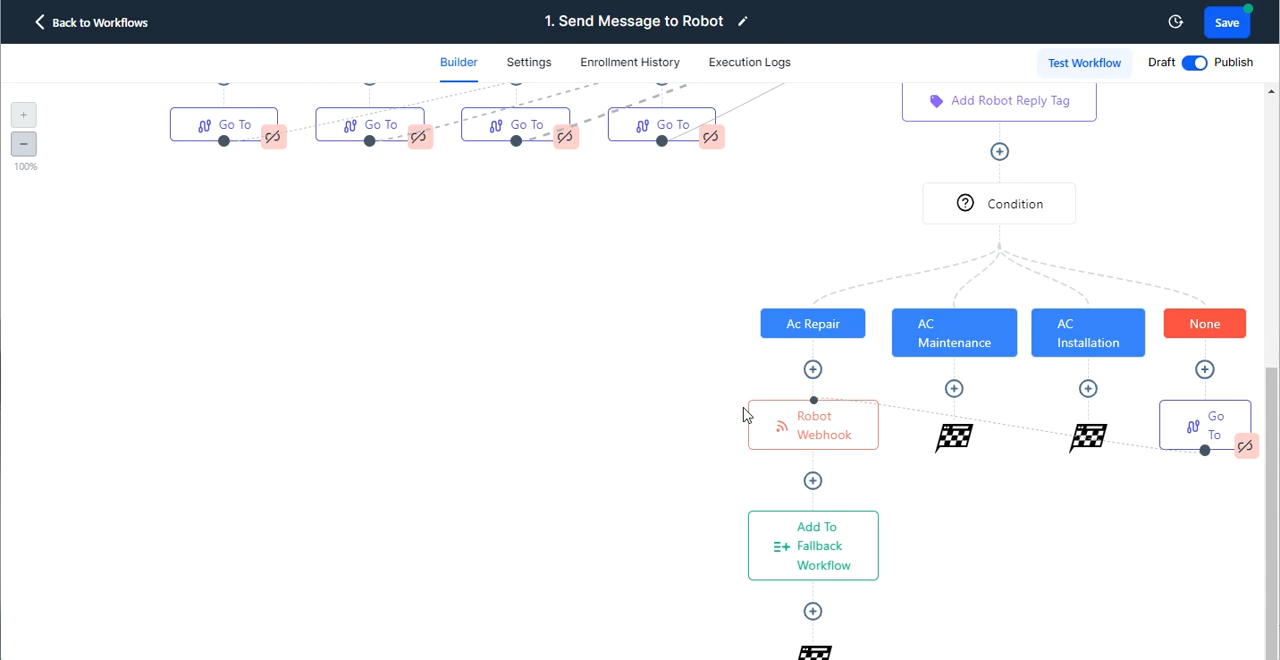 Back to Workflows
1. Send Message to Robot
Save
Builder
Settings
Enrollment History
Execution Logs
Test Workflow
Draft
Publish
+
−
100%
Go To
Go To
Go To
Go To
Add Robot Reply Tag
Condition
Ac Repair
AC
Maintenance
AC
Installation
None
Robot
Webhook
Go
To
Add To
Fallback
Workflow